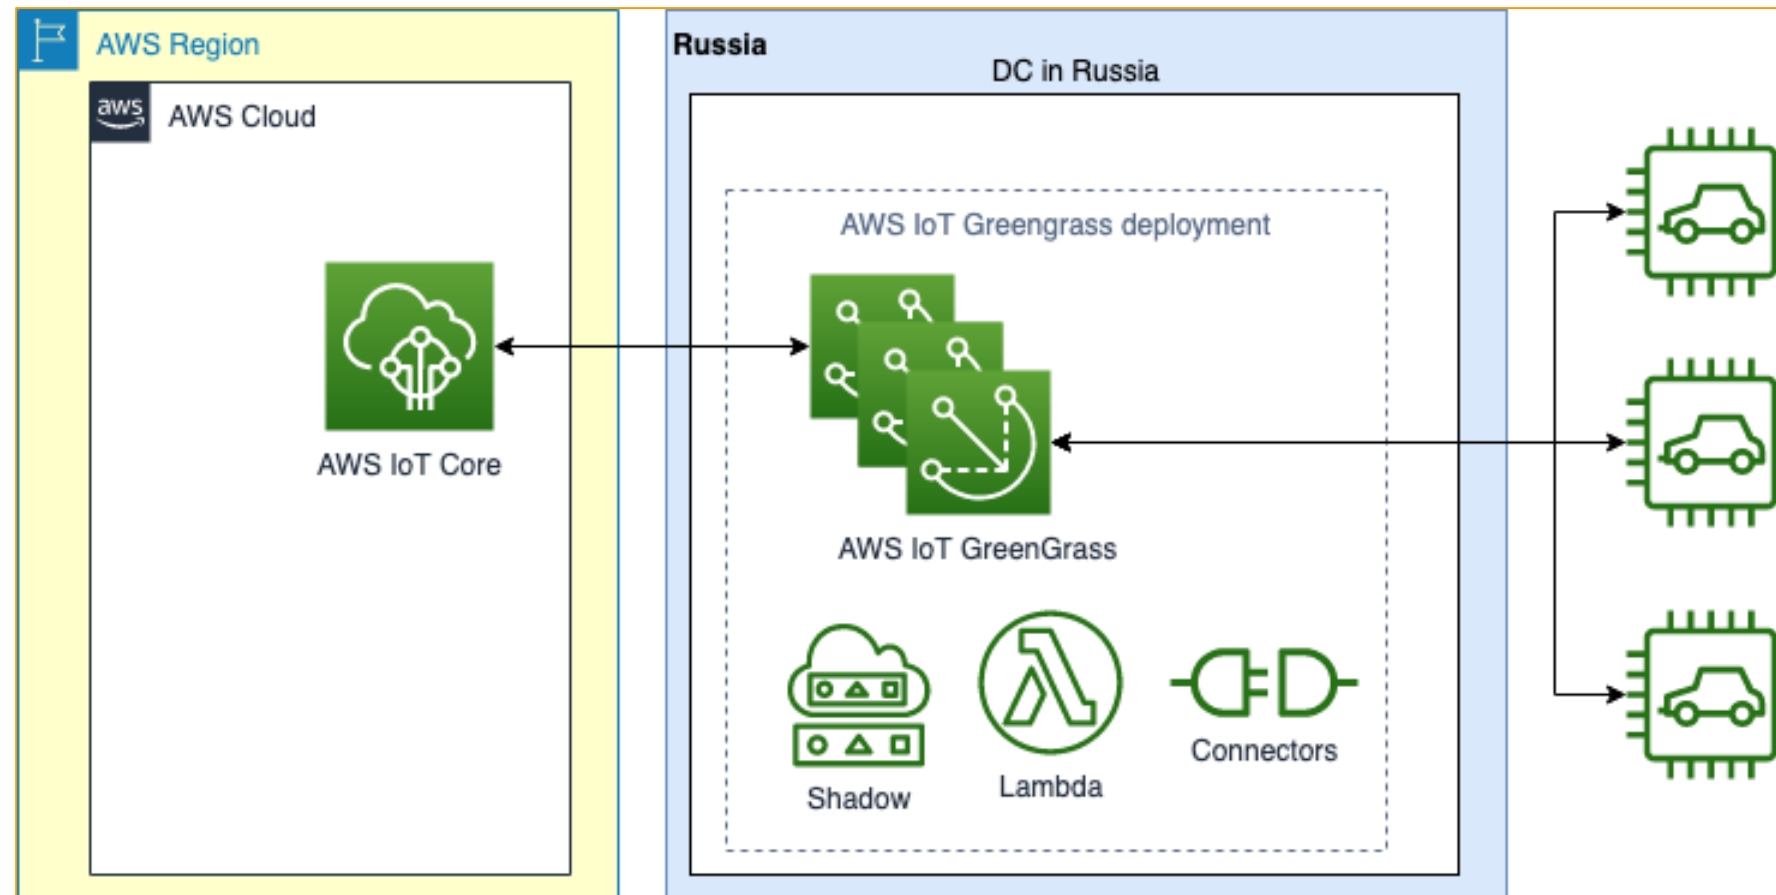 AWS Region
aws
AWS Cloud
AWS IoT Core
Russia
DC in Russia
AWS IoT Greengrass deployment
AWS IoT GreenGrass
Shadow
Lambda
Connectors